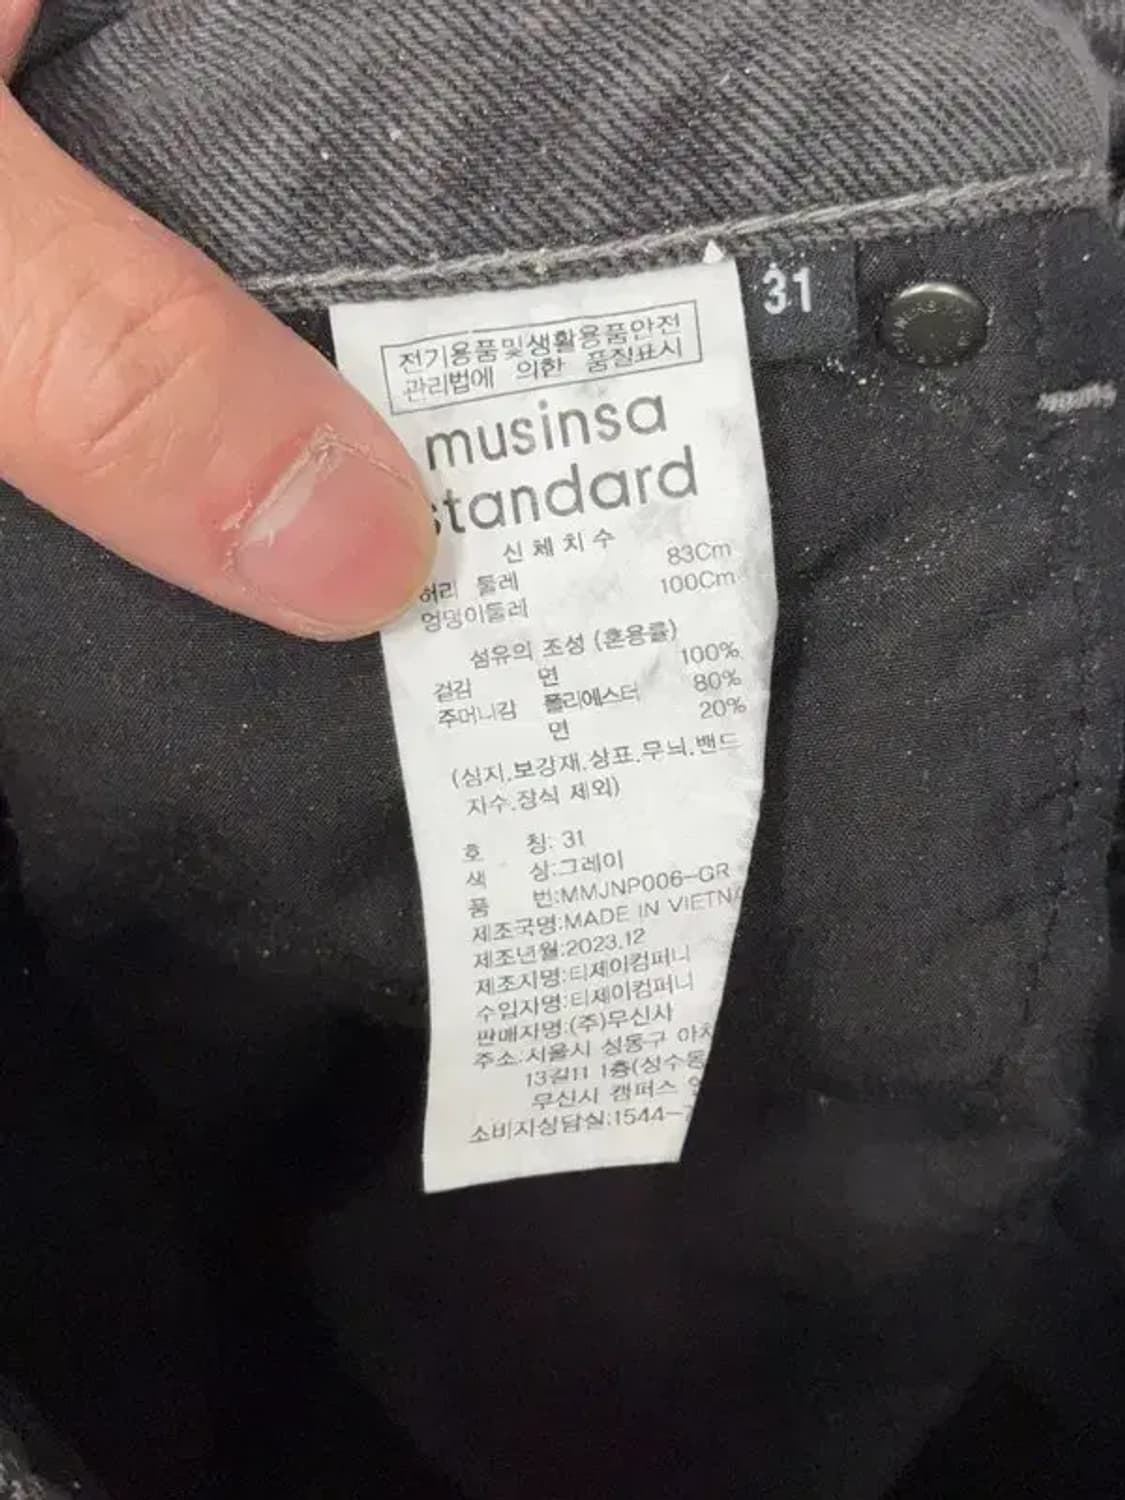 31
전기용품및생활용품안전
관리법에 의한 품질표시
musinsa
standard
신체치수
허리 둘레 83Cm
엉덩이둘레 100Cm
섬유의 조성 (혼용률)
겉감 면 100%
주머니감 폴리에스터 80%
면 20%
(심지.보강재.상표.무늬.밴드
자수.장식 제외)
호 칭: 31
색 상:그레이
품 번:MMJNP006-GR
제조국명:MADE IN
제조년월:2023.12
제조자명:티제이컴퍼니
수입자명:티제이컴퍼니
판매자명:(주)무신사
주소:서울시 성동구
13길11 1층(성수동
무신사 캠퍼스
소비자상담실:1544-